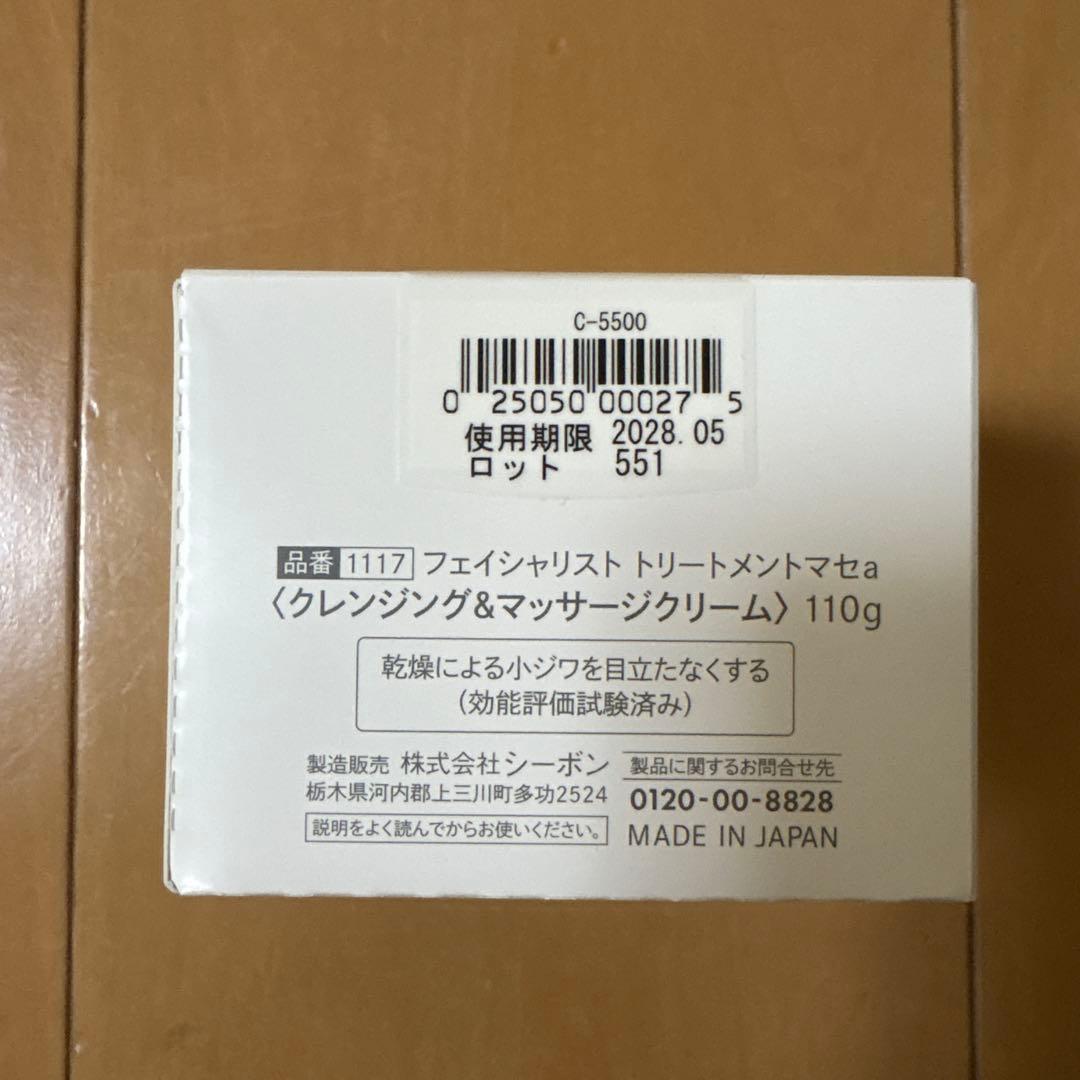 C-5500
0 25050 00027 5
使用期限 2028.05
ロット 551
品番 1117 フェイシャリスト トリートメントマセa
〈クレンジング&マッサージクリーム〉110g
乾燥による小ジワを目立たなくする
(効能評価試験済み)
製造販売 株式会社シーボン
栃木県河内郡上三川町多功2524
説明をよく読んでからお使いください。
製品に関するお問合せ先
0120-00-8828
MADE IN JAPAN